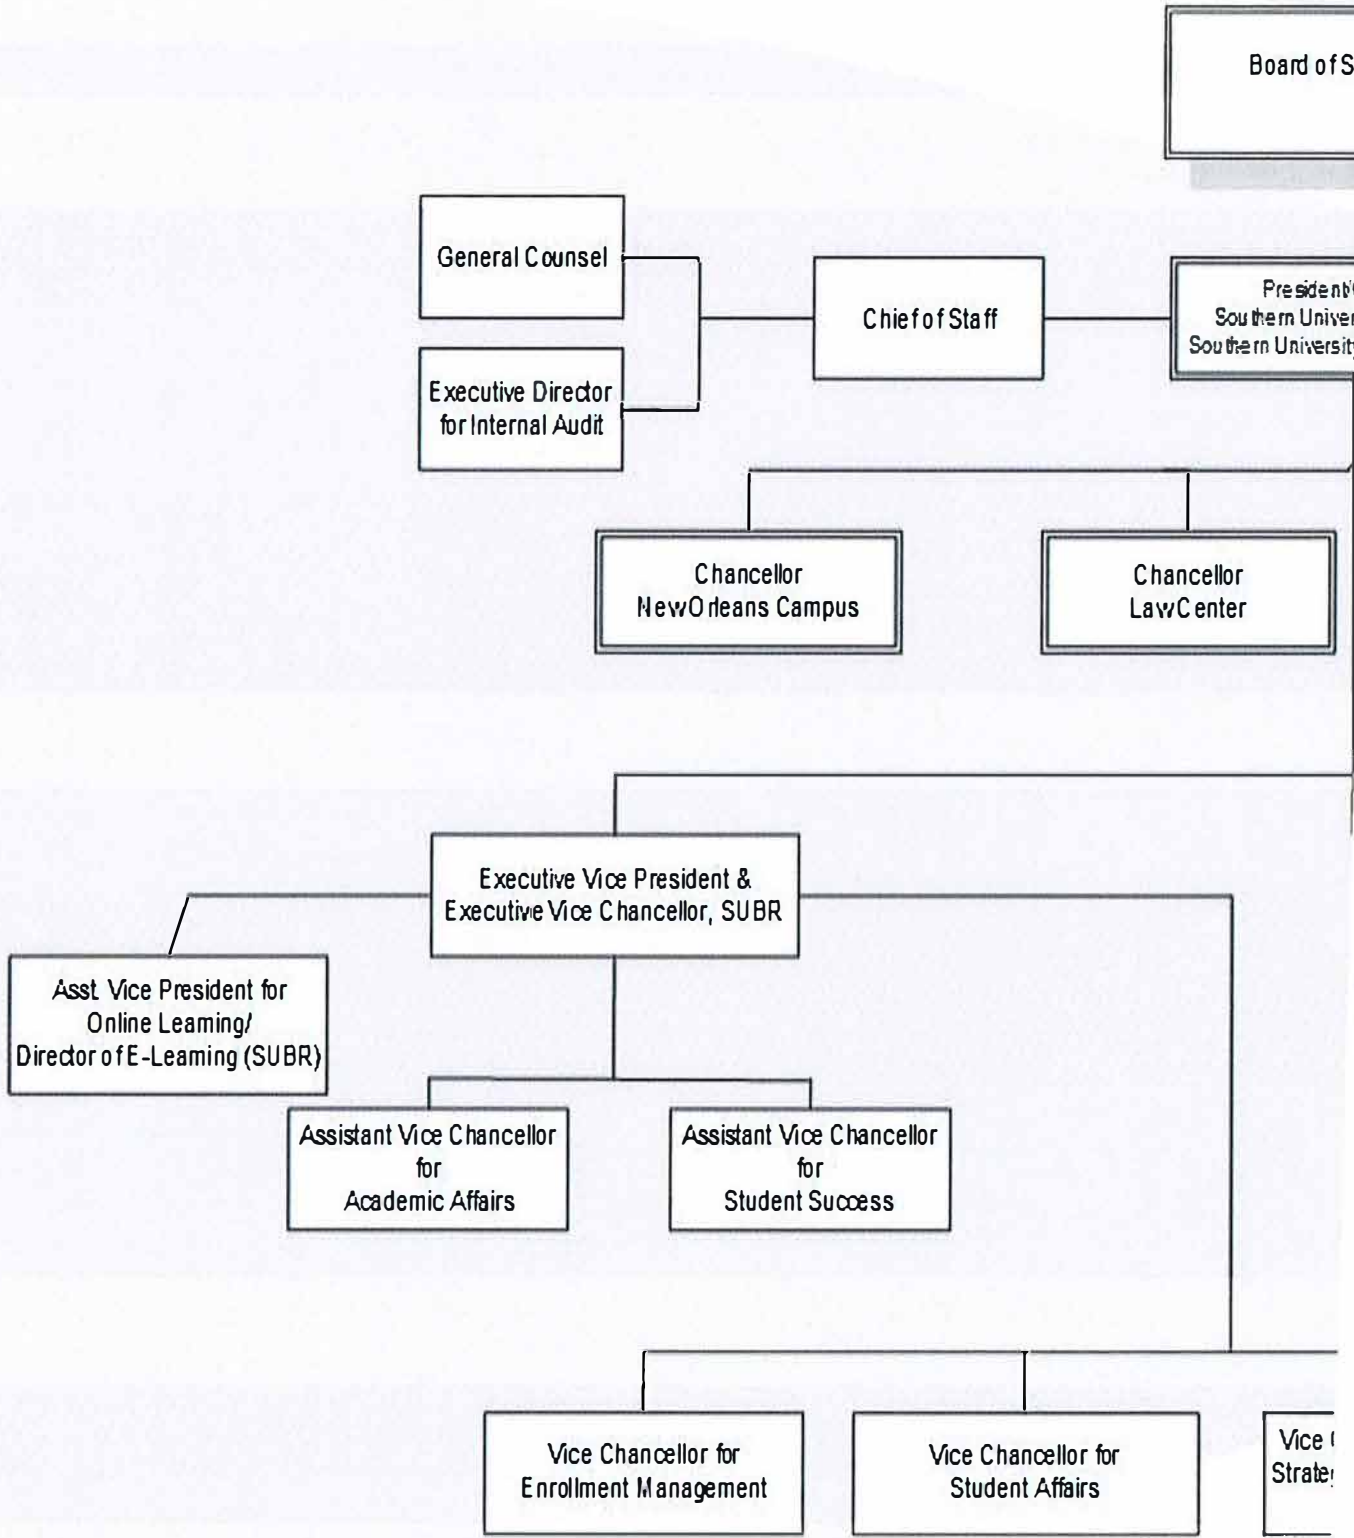 Board of
General Counsel
Chief of Staff
President
Southern
Southern University
Executive Director
for Internal Audit
Chancellor
New Orleans Campus
Chancellor
Law Center
Executive Vice President &
Executive Vice Chancellor, SUBR
Asst. Vice President for
Online Learning/
Director of E-Learning (SUBR)
Assistant Vice Chancellor
for
Academic Affairs
Assistant Vice Chancellor
for
Student Success
Vice Chancellor for
Enrollment Management
Vice Chancellor for
Student Affairs
Vice